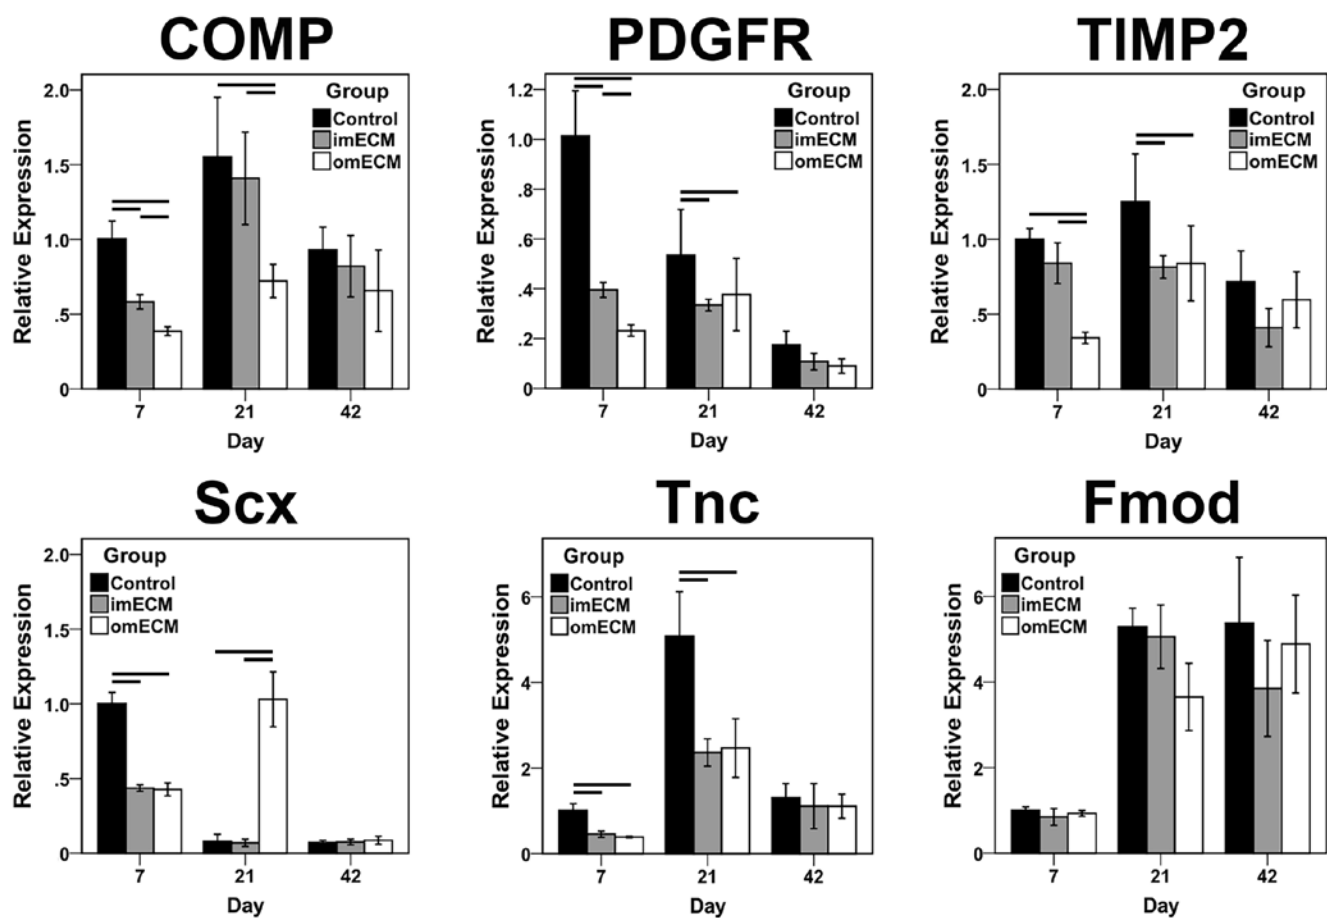 COMP
Relative Expression
2.0
1.5
1.0
.5
0
Group
Control
imECM
omECM
7 21 42
Day
PDGFR
Relative Expression
1.2
1.0
.8
.6
.4
.2
0
Group
Control
imECM
omECM
7 21 42
Day
TIMP2
Relative Expression
2.0
1.5
1.0
.5
0
Group
Control
imECM
omECM
7 21 42
Day
Scx
Relative Expression
2.0
1.5
1.0
.5
0
Group
Control
imECM
omECM
7 21 42
Day
Tnc
Relative Expression
6
4
2
0
Group
Control
imECM
omECM
7 21 42
Day
Fmod
Relative Expression
6
4
2
0
Group
Control
imECM
omECM
7 21 42
Day